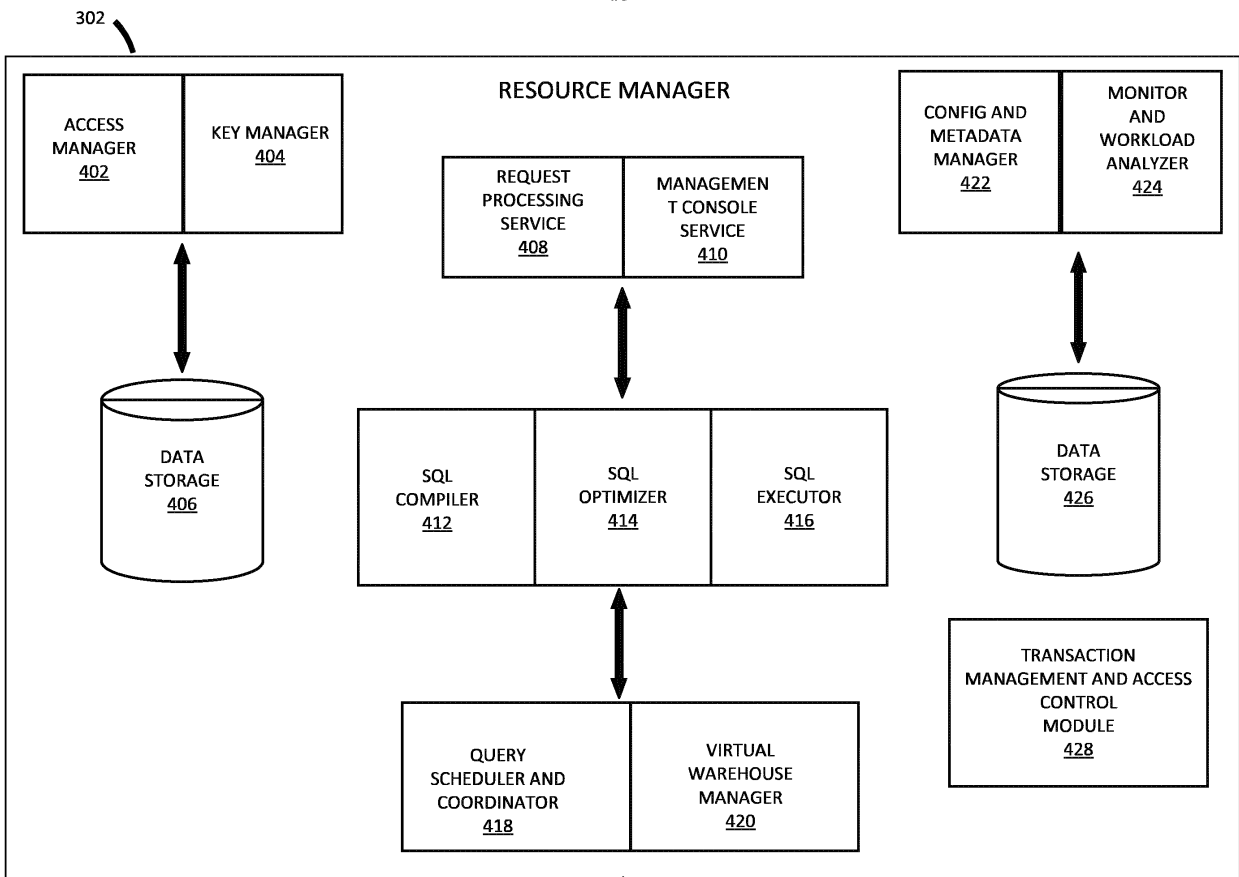 302
RESOURCE MANAGER
ACCESS
MANAGER
402
KEY MANAGER
404
REQUEST
PROCESSING
SERVICE
408
MANAGEMEN
T CONSOLE
SERVICE
410
CONFIG AND
METADATA
MANAGER
422
MONITOR
AND
WORKLOAD
ANALYZER
424
DATA
STORAGE
406
SQL
COMPILER
412
SQL
OPTIMIZER
414
SQL
EXECUTOR
416
DATA
STORAGE
426
QUERY
SCHEDULER AND
COORDINATOR
418
VIRTUAL
WAREHOUSE
MANAGER
420
TRANSACTION
MANAGEMENT AND ACCESS
CONTROL
MODULE
428